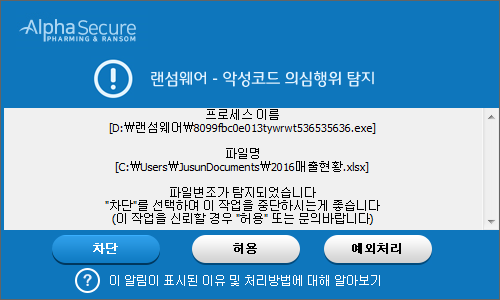 AlphaSecure
PHARMING & RANSOM
랜섬웨어 - 악성코드 의심행위 탐지
프로세스 이름
[D:₩랜섬웨어₩8099fbc0e013tywrwt536535636.exe]
파일명
[C:₩Users₩JusunDocuments₩2016매출현황.xlsx]
파일변조가 탐지되었습니다
"차단"를 선택하여 이 작업을 중단하시는게 좋습니다
(이 작업을 신뢰할 경우 "허용" 또는 문의바랍니다)
차단
허용
예외처리
? 이 알림이 표시된 이유 및 처리방법에 대해 알아보기